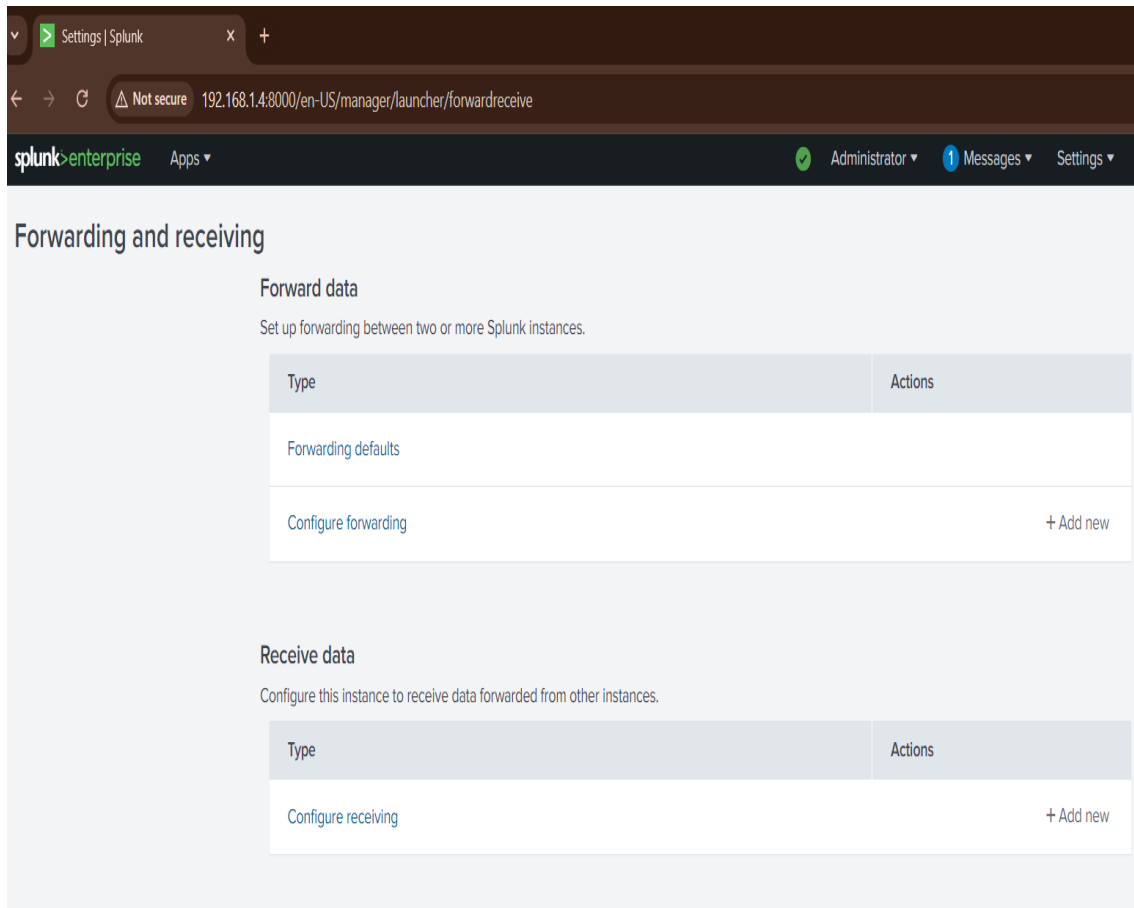 Settings | Splunk
Not secure 192.168.1.4:8000/en-US/manager/launcher/forwardreceive
splunk>enterprise Apps ▾ Administrator ▾ 1 Messages ▾ Settings ▾
Forwarding and receiving
Forward data
Set up forwarding between two or more Splunk instances.
Type Actions
Forwarding defaults
Configure forwarding + Add new
Receive data
Configure this instance to receive data forwarded from other instances.
Type Actions
Configure receiving + Add new